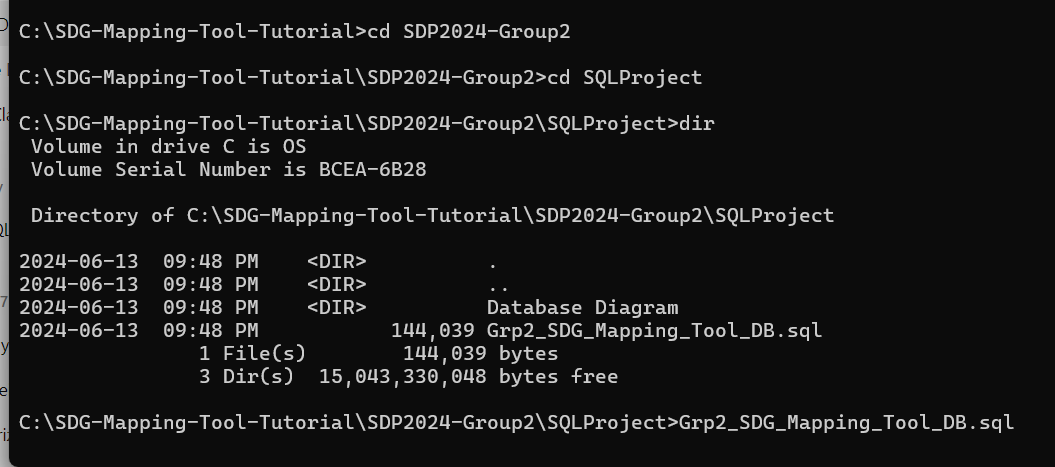 C:\SDG-Mapping-Tool-Tutorial>cd SDP2024-Group2
C:\SDG-Mapping-Tool-Tutorial\SDP2024-Group2>cd SQLProject
C:\SDG-Mapping-Tool-Tutorial\SDP2024-Group2\SQLProject>dir
 Volume in drive C is OS
 Volume Serial Number is BCEA-6B28
 Directory of C:\SDG-Mapping-Tool-Tutorial\SDP2024-Group2\SQLProject
2024-06-13  09:48 PM    <DIR>          .
2024-06-13  09:48 PM    <DIR>          ..
2024-06-13  09:48 PM    <DIR>          Database Diagram
2024-06-13  09:48 PM           144,039 Grp2_SDG_Mapping_Tool_DB.sql
               1 File(s)        144,039 bytes
               3 Dir(s)  15,043,330,048 bytes free
C:\SDG-Mapping-Tool-Tutorial\SDP2024-Group2\SQLProject>Grp2_SDG_Mapping_Tool_DB.sql